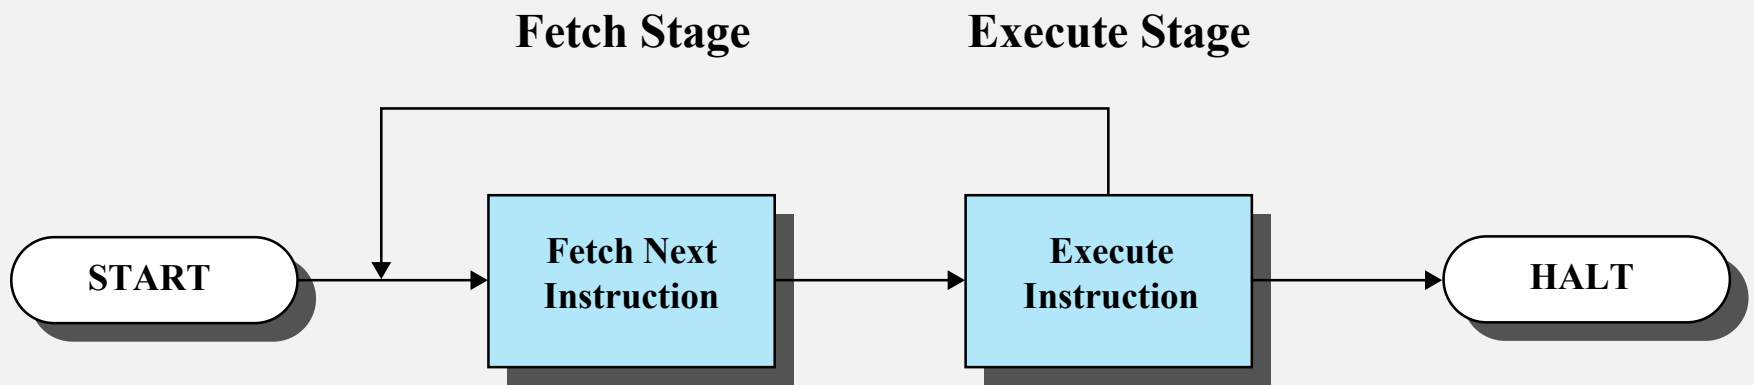 Fetch Stage
Execute Stage
START
Fetch Next
Instruction
Execute
Instruction
HALT